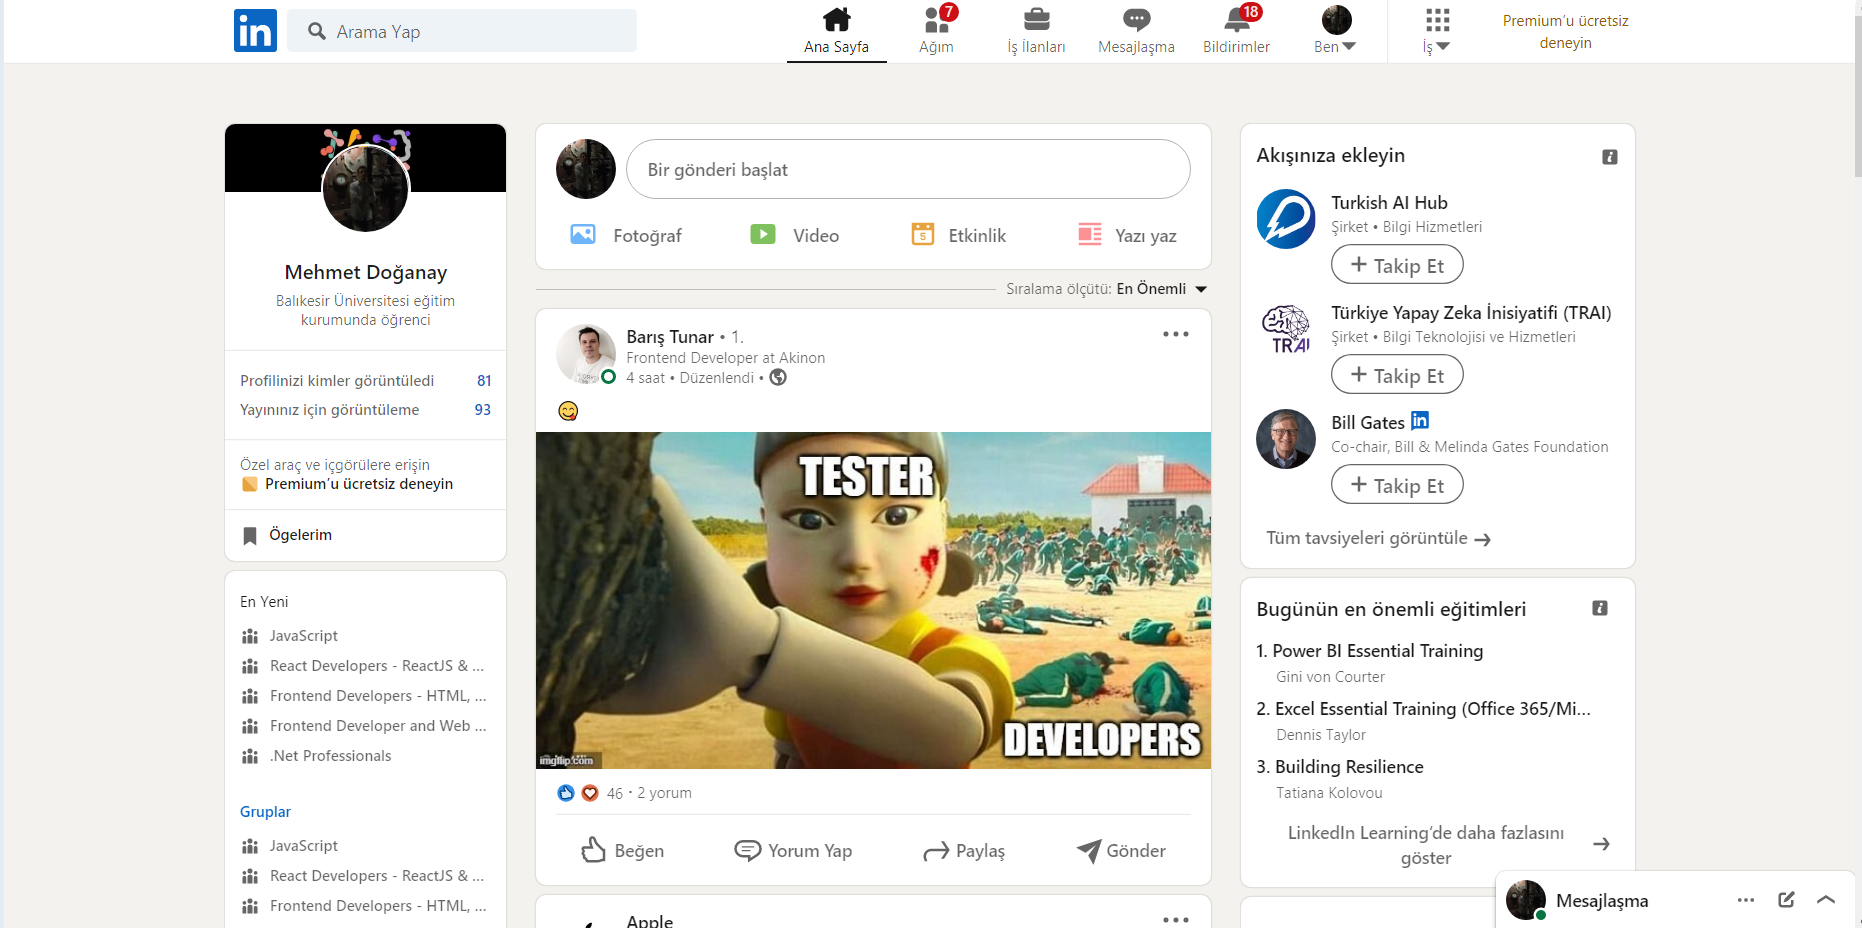 in
Arama Yap
Ana Sayfa
7
Ağım
İş İlanları
Mesajlaşma
18
Bildirimler
Ben
İş
Premium'u ücretsiz
deneyin
Mehmet Doğanay
Balıkesir Üniversitesi eğitim
kurumunda öğrenci
Profilinizi kimler görüntüledi 81
Yayınınız için görüntüleme 93
Özel araç ve içgörülere erişin
Premium'u ücretsiz deneyin
Ögelerim
En Yeni
JavaScript
React Developers - ReactJS & ...
Frontend Developers - HTML, ...
Frontend Developer and Web ...
.Net Professionals
Gruplar
JavaScript
React Developers - ReactJS & ...
Frontend Developers - HTML, ...
Bir gönderi başlat
Fotoğraf
Video
5
Etkinlik
Yazı yaz
Sıralama ölçütü: En Önemli
Barış Tunar • 1.
Frontend Developer at Akinon
4 saat • Düzenlendi •
TESTER
DEVELOPERS
imgflip.com
46 • 2 yorum
Beğen
Yorum Yap
Paylaş
Gönder
Apple
Akışınıza ekleyin
Turkish AI Hub
Şirket • Bilgi Hizmetleri
+ Takip Et
TRAI
Türkiye Yapay Zeka İnisiyatifi (TRAI)
Şirket • Bilgi Teknolojisi ve Hizmetleri
+ Takip Et
Bill Gates in
Co-chair, Bill & Melinda Gates Foundation
+ Takip Et
Tüm tavsiyeleri görüntüle →
Bugünün en önemli eğitimleri
1. Power BI Essential Training
Gini von Courter
2. Excel Essential Training (Office 365/Mi...
Dennis Taylor
3. Building Resilience
Tatiana Kolovou
LinkedIn Learning'de daha fazlasını
göster
Mesajlaşma